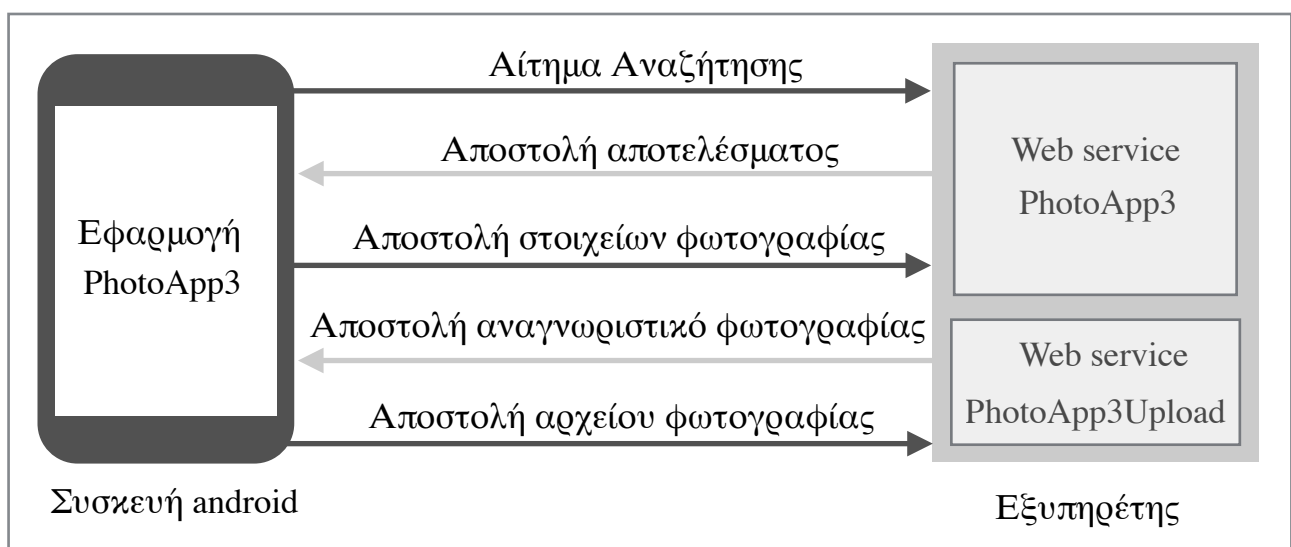 Αίτημα Αναζήτησης
Αποστολή αποτελέσματος
Αποστολή στοιχείων φωτογραφίας
Αποστολή αναγνωριστικό φωτογραφίας
Αποστολή αρχείου φωτογραφίας
Εφαρμογή
PhotoApp3
Web service
PhotoApp3
Web service
PhotoApp3Upload
Συσκευή android
Εξυπηρέτης